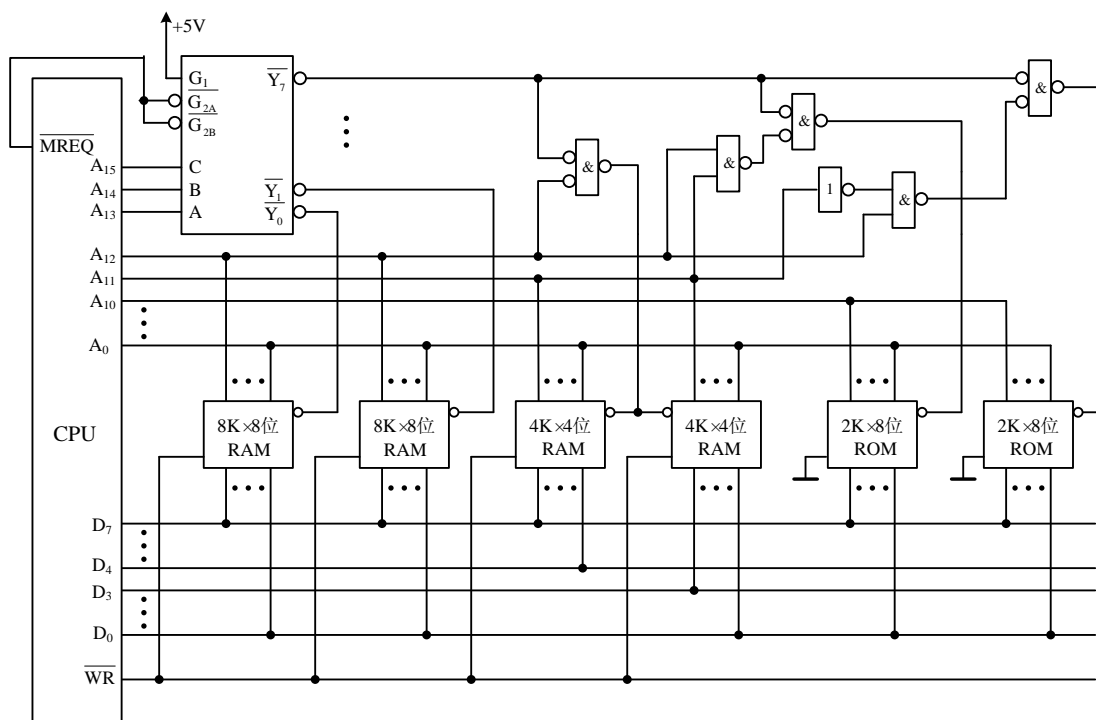 +5V
G1
Y7
G2A
G2B
&
&
&
MREQ
&
A15
C
A14
B
Y1
1
&
A13
A
Y0
A12
A11
A10
A0
CPU
8K×8位
RAM
8K×8位
RAM
4K×4位
RAM
4K×4位
RAM
2K×8位
ROM
2K×8位
ROM
D7
D4
D3
D0
WR